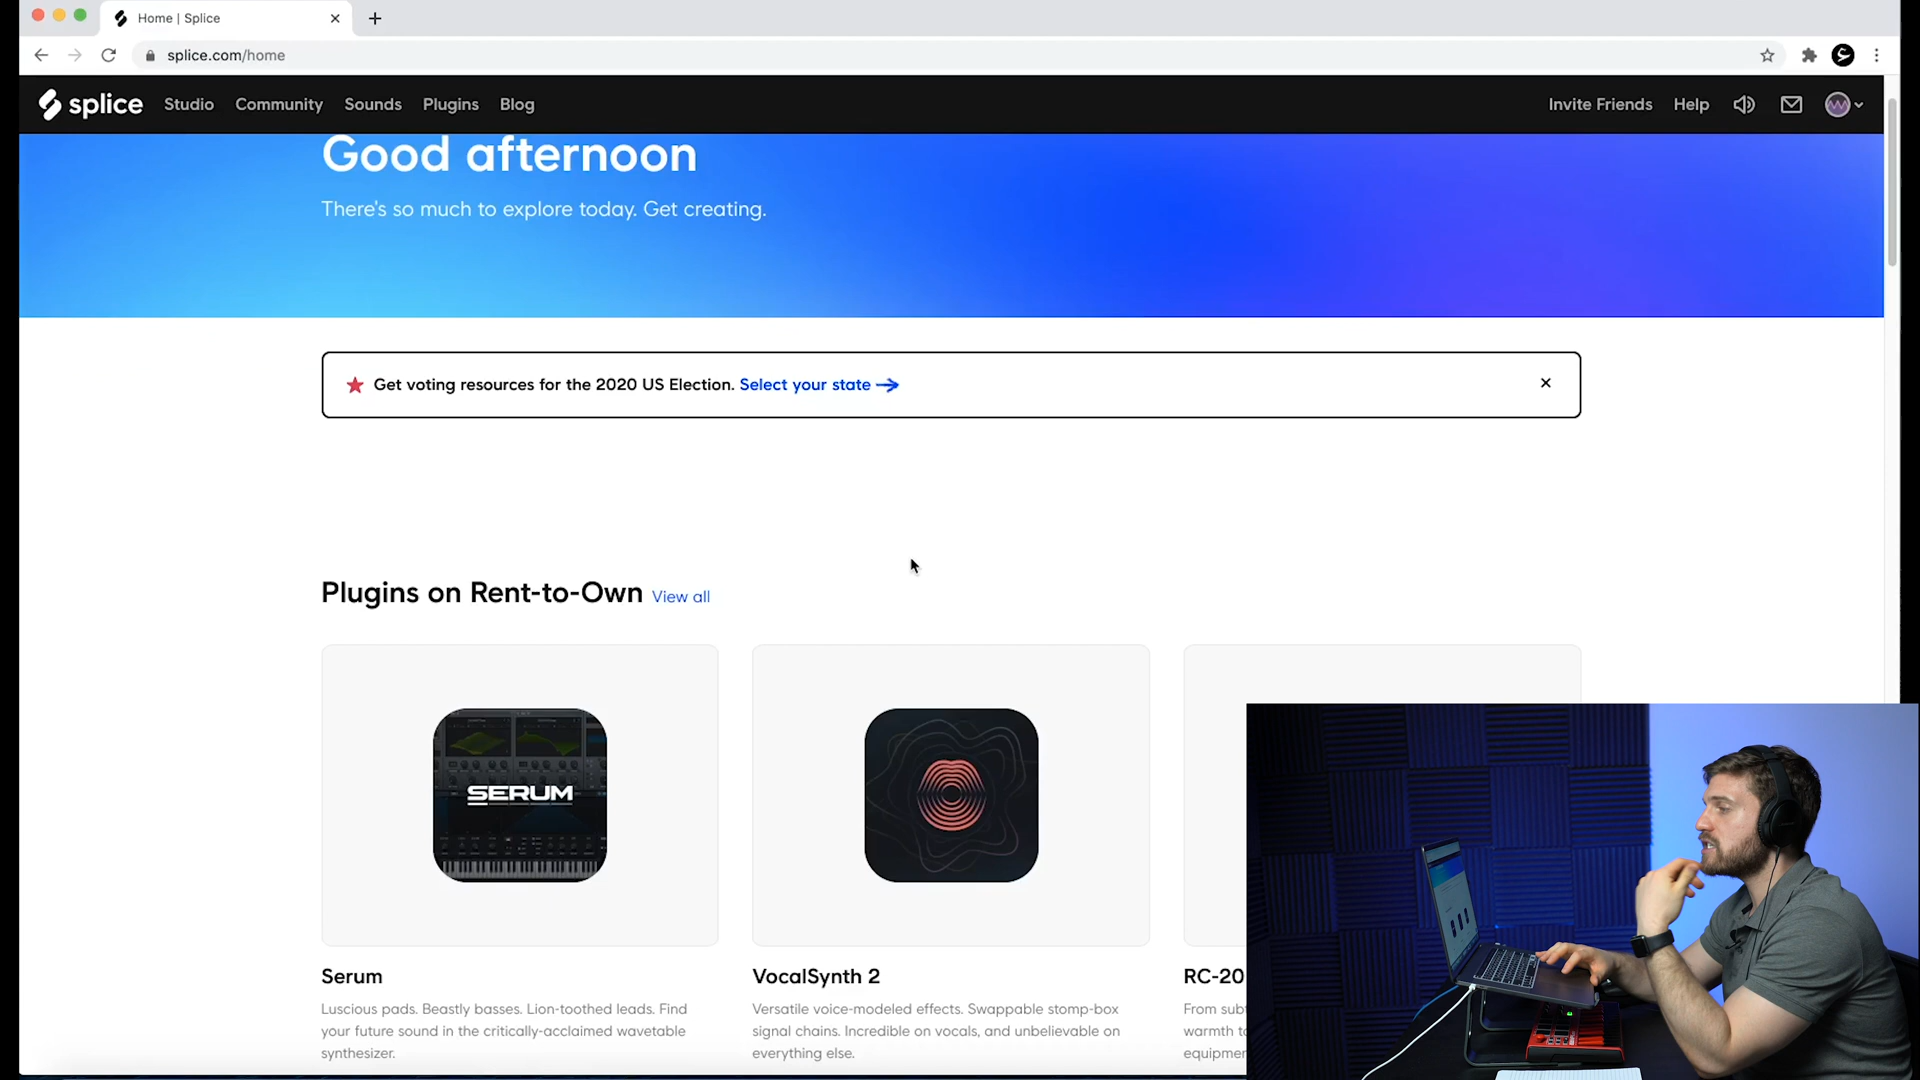 Home | Splice
splice.com/home
splice Studio Community Sounds Plugins Blog Invite Friends Help
Good afternoon
There's so much to explore today. Get creating.
Get voting resources for the 2020 US Election. Select your state →
Plugins on Rent-to-Own View all
SERUM
Serum
Luscious pads. Beastly basses. Lion-toothed leads. Find
your future sound in the critically-acclaimed wavetable
synthesizer.
VocalSynth 2
Versatile voice-modeled effects. Swappable stomp-box
signal chains. Incredible on vocals, and unbelievable on
everything else.
RC-20
From
warmth